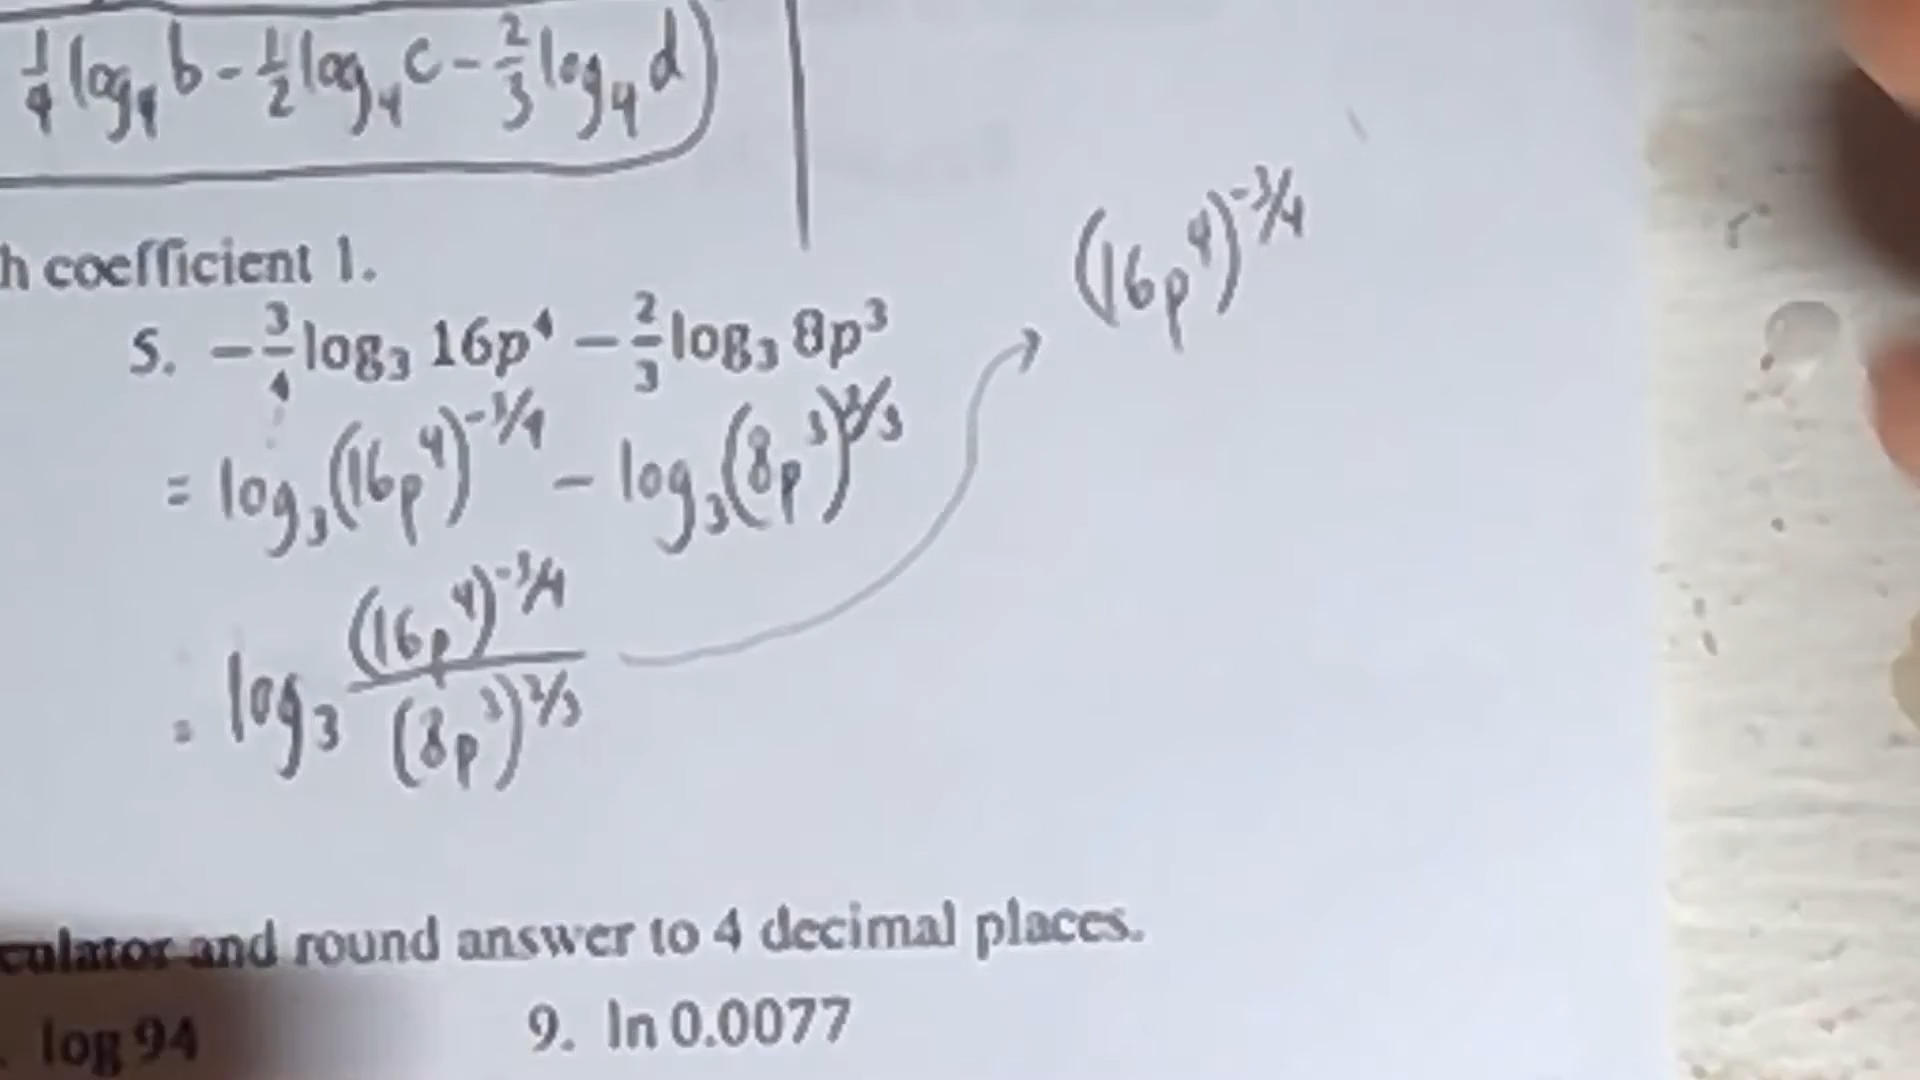 1/4 log₄ b - 1/2 log₄ c - 2/3 log₄ d
h coefficient 1.
5. -3/4 log₃ 16p⁴ - 2/3 log₃ 8p³
= log₃(16p⁴)^-3/4 - log₃(8p³)^2/3
= log₃ (16p⁴)^-3/4 / (8p³)^2/3
(16p⁴)^-3/4
culator and round answer to 4 decimal places.
. log 94 9. ln 0.0077